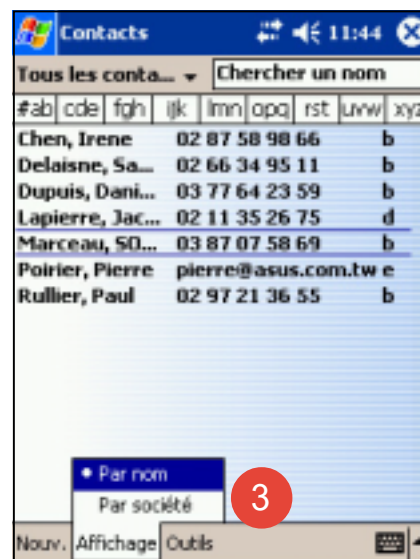 Contacts 11:44
Tous les conta... Chercher un nom
#ab cde fgh ijk lmn opq rst uvw xyz
Chen, Irene 02 87 58 98 66 b
Delaisne, Sa... 02 66 34 95 11 b
Dupuis, Dani... 03 77 64 23 59 b
Lapierre, Jac... 02 11 35 26 75 d
Marceau, SO... 03 87 07 58 69 b
Poirier, Pierre pierre@asus.com.tw e
Rullier, Paul 02 97 21 36 55 b
Par nom
Par société
3
Nouv. Affichage Outils